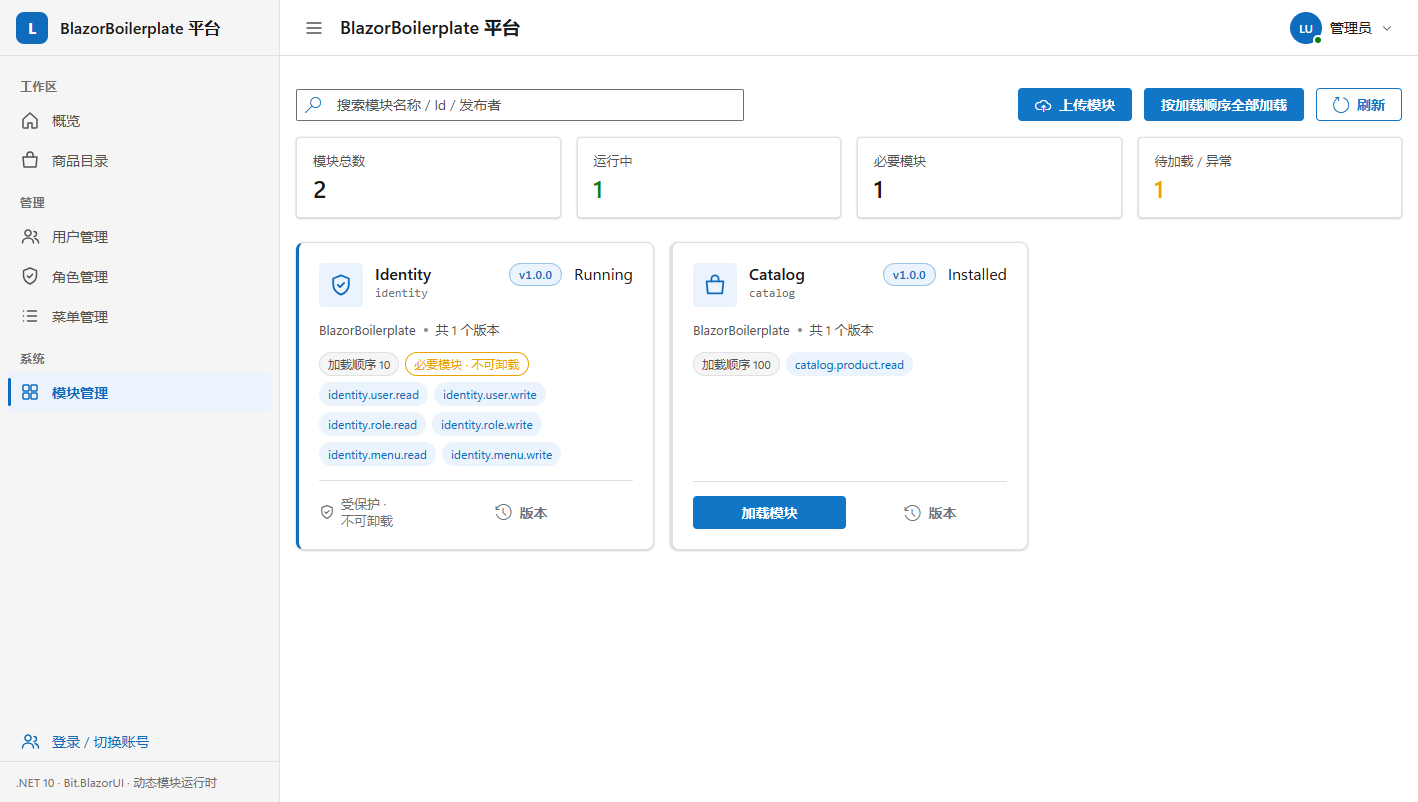 L BlazorBoilerplate 平台
BlazorBoilerplate 平台
LU 管理员
工作区
概览
商品目录
管理
用户管理
角色管理
菜单管理
系统
模块管理
登录 / 切换账号
.NET 10 · Bit.BlazorUI · 动态模块运行时
搜索模块名称 / Id / 发布者
上传模块
按加载顺序全部加载
刷新
模块总数
2
运行中
1
必要模块
1
待加载 / 异常
1
Identity
identity
v1.0.0
Running
BlazorBoilerplate • 共 1 个版本
加载顺序 10
必要模块 · 不可卸载
identity.user.read
identity.user.write
identity.role.read
identity.role.write
identity.menu.read
identity.menu.write
受保护 ·
不可卸载
版本
Catalog
catalog
v1.0.0
Installed
BlazorBoilerplate • 共 1 个版本
加载顺序 100
catalog.product.read
加载模块
版本